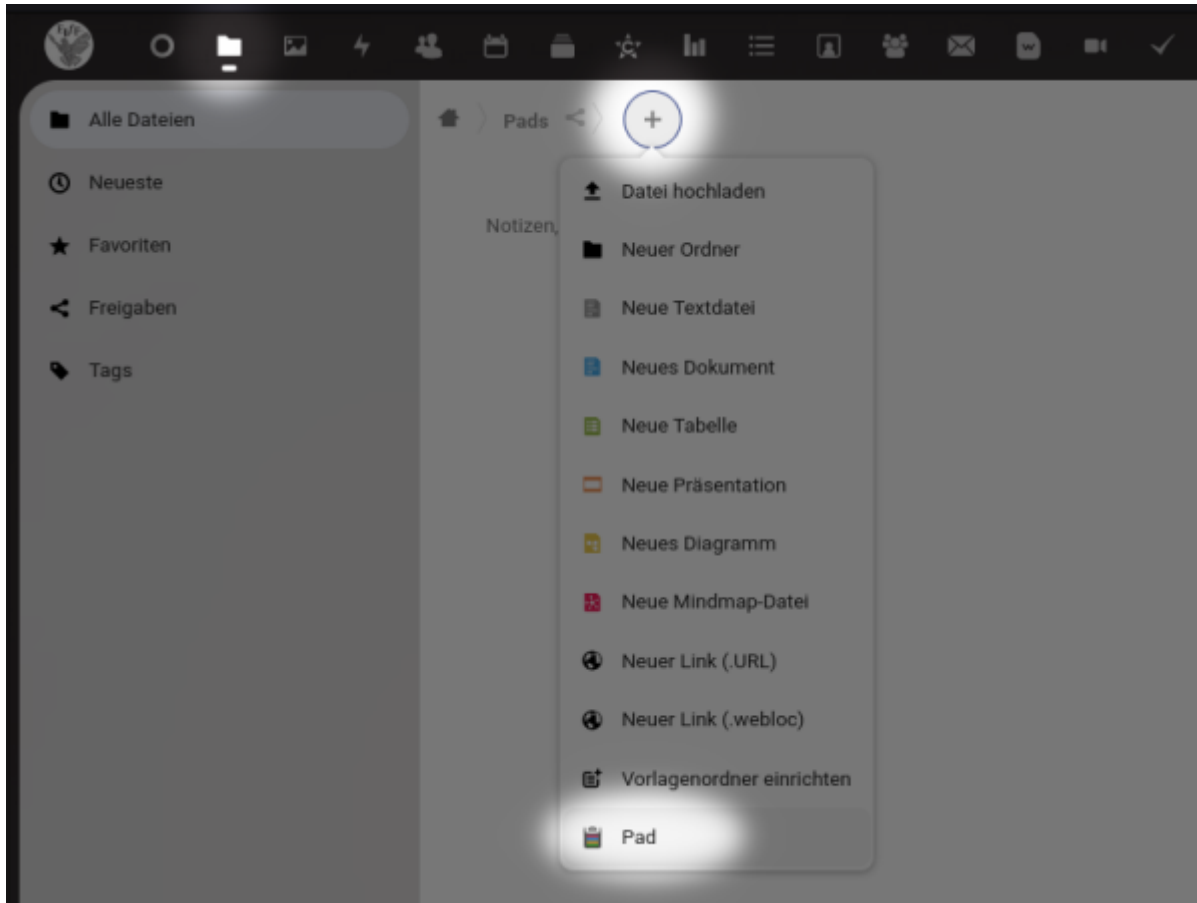 Alle Dateien
Neueste
Favoriten
Freigaben
Tags
Pads
Notizen,
Datei hochladen
Neuer Ordner
Neue Textdatei
Neues Dokument
Neue Tabelle
Neue Präsentation
Neues Diagramm
Neue Mindmap-Datei
Neuer Link (.URL)
Neuer Link (.webloc)
Vorlagenordner einrichten
Pad